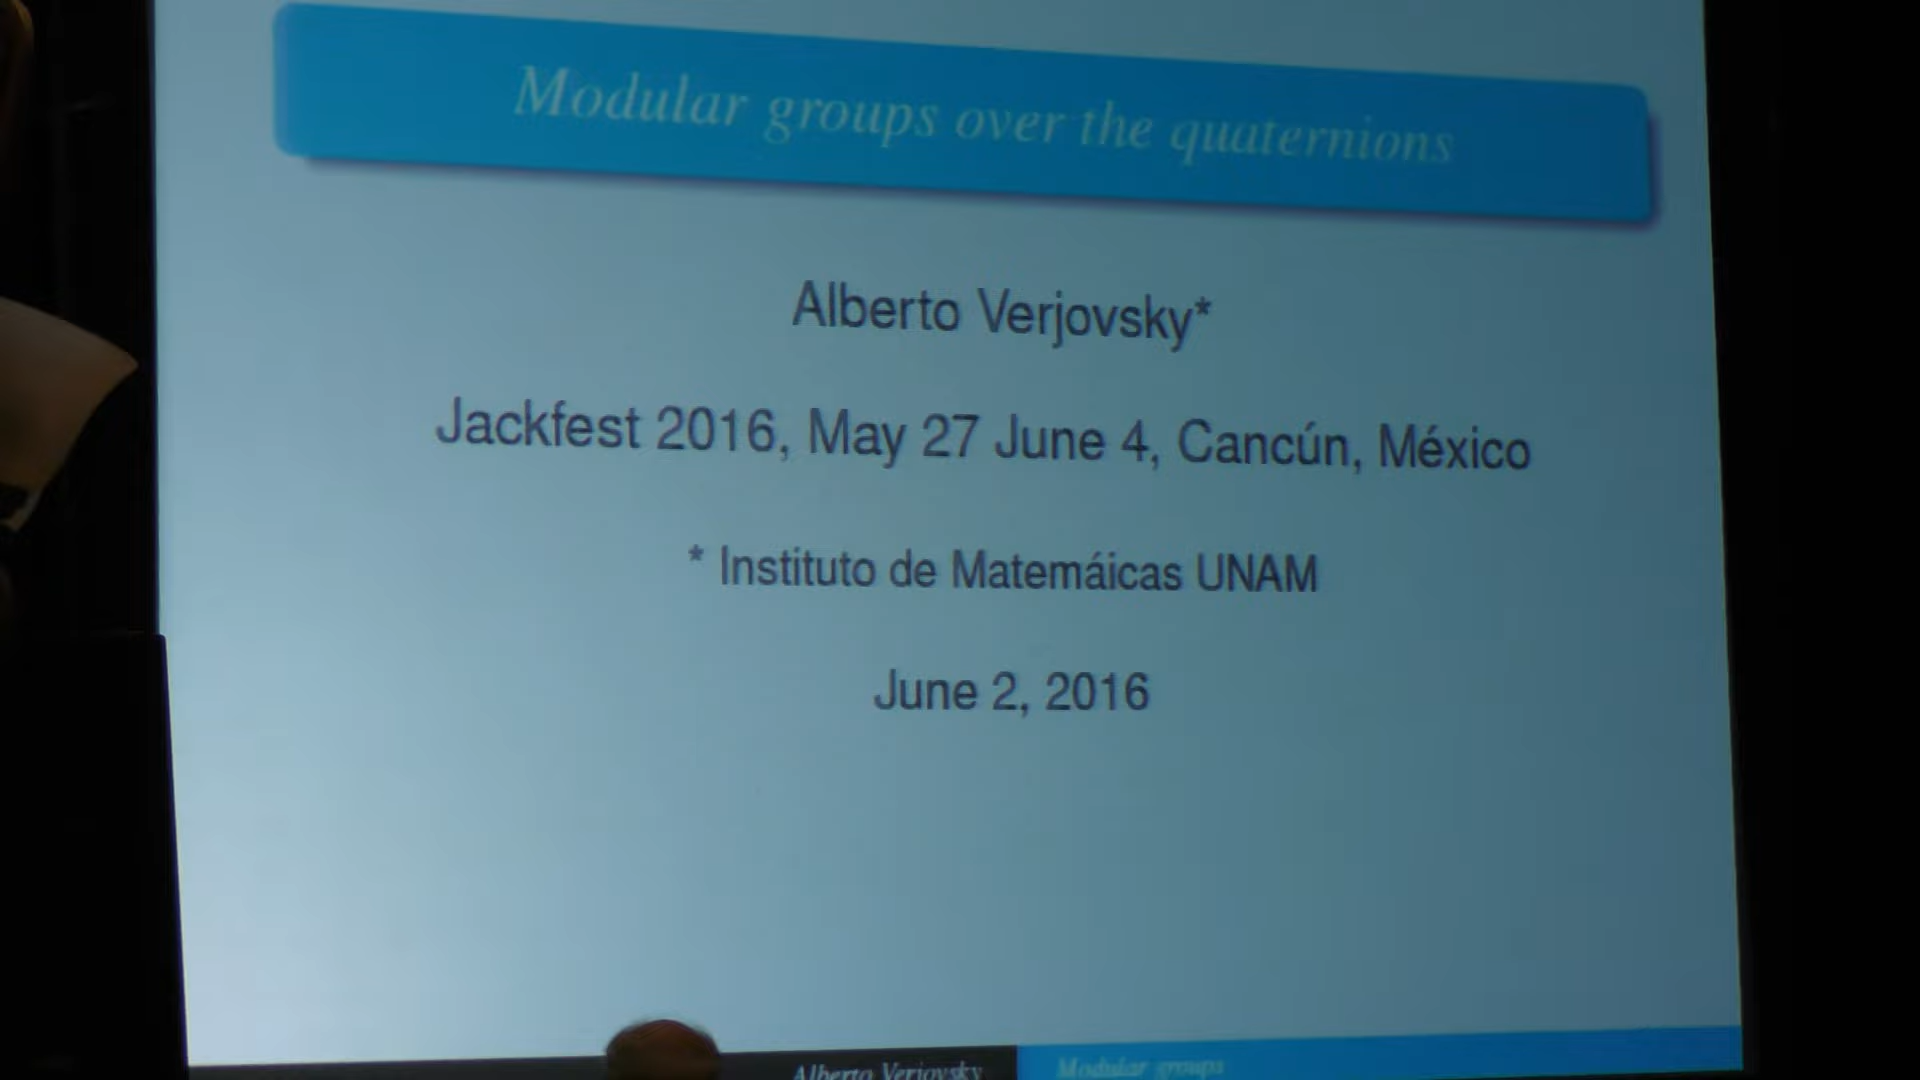 Modular groups over the quaternions
Alberto Verjovsky*
Jackfest 2016, May 27 June 4, Cancún, México
* Instituto de Matemáicas UNAM
June 2, 2016
Alberto Verjovsky
Modular groups